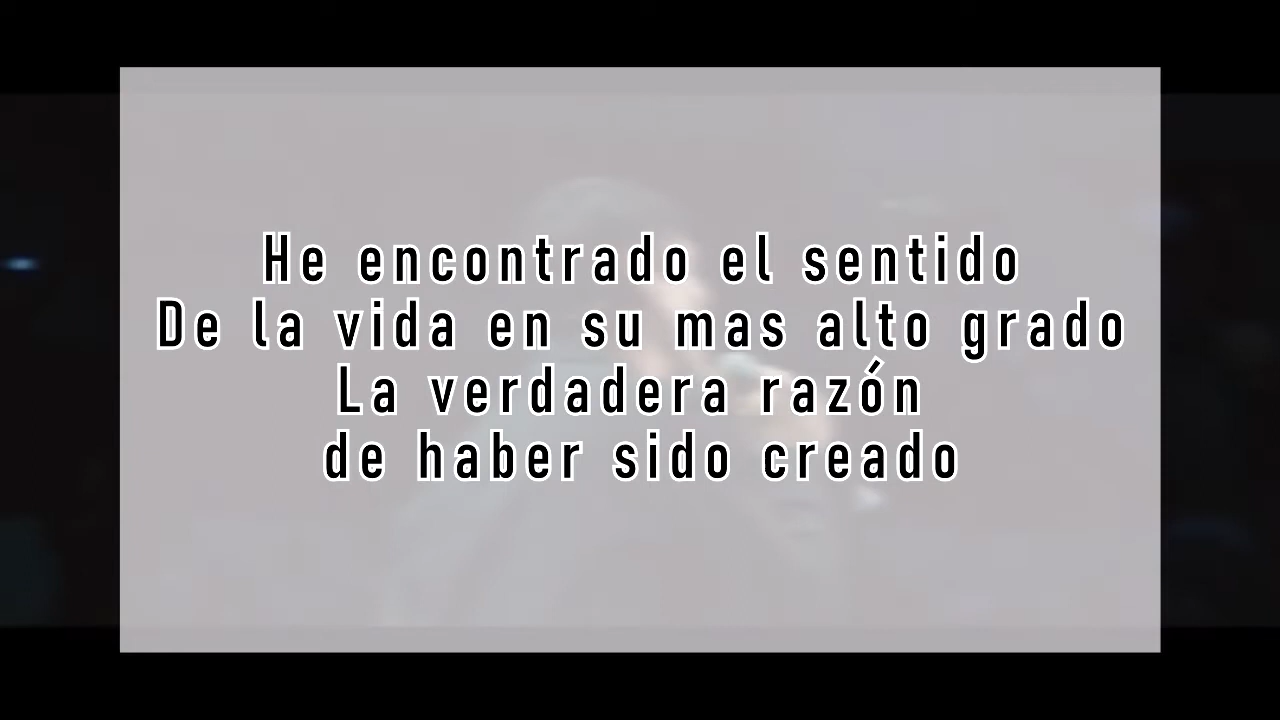 He encontrado el sentido
De la vida en su mas alto grado
La verdadera razón
de haber sido creado